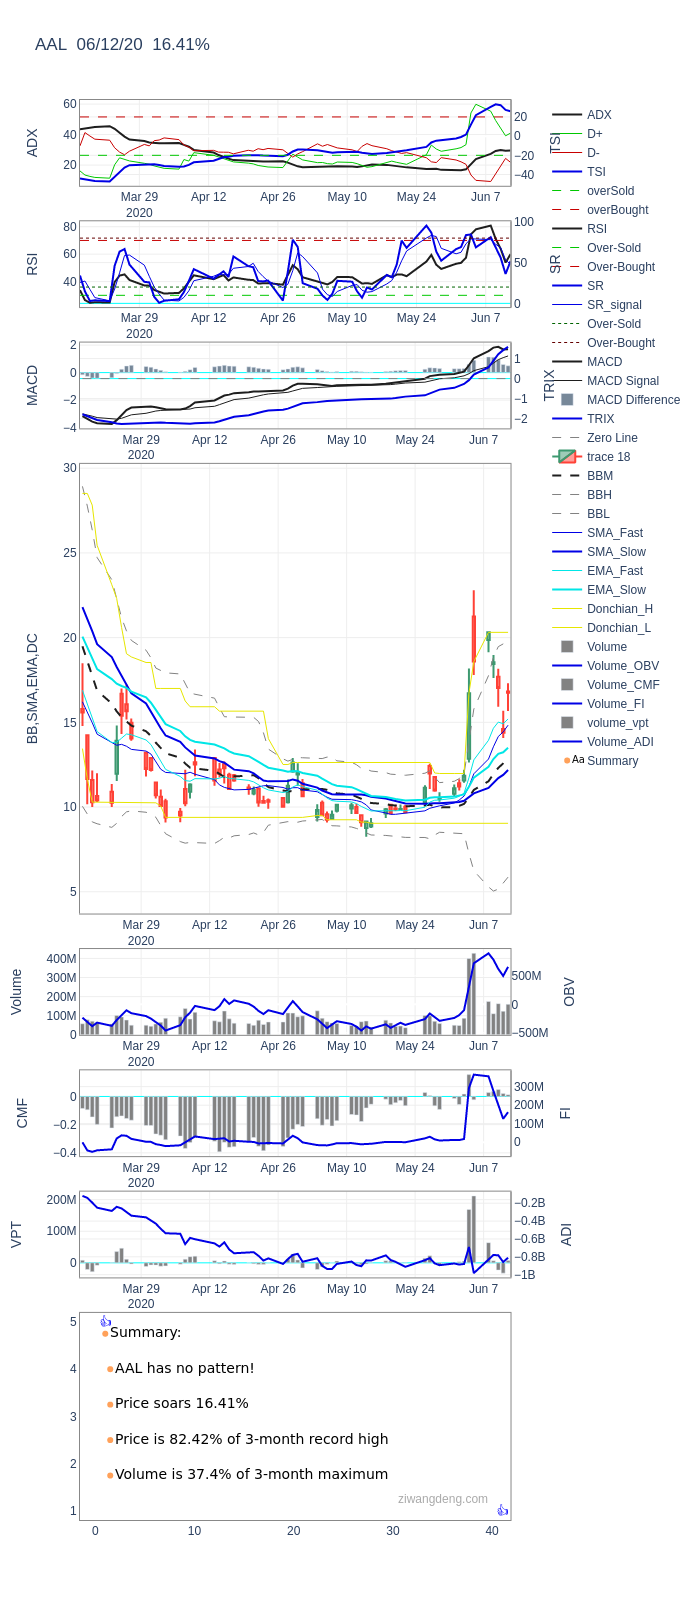 AAL  06/12/20  16.41%
60
40
20
ADX
20
0
−20
−40
TSI
Mar 29
2020
Apr 12
Apr 26
May 10
May 24
Jun 7
80
60
40
RSI
100
50
0
SR
Mar 29
2020
Apr 12
Apr 26
May 10
May 24
Jun 7
2
0
−2
−4
MACD
1
0
−1
−2
TRIX
Mar 29
2020
Apr 12
Apr 26
May 10
May 24
Jun 7
30
25
20
15
10
5
BB,SMA,EMA,DC
Mar 29
2020
Apr 12
Apr 26
May 10
May 24
Jun 7
400M
300M
200M
100M
0
Volume
500M
0
−500M
OBV
Mar 29
2020
Apr 12
Apr 26
May 10
May 24
Jun 7
0
−0.2
−0.4
CMF
300M
200M
100M
0
FI
Mar 29
2020
Apr 12
Apr 26
May 10
May 24
Jun 7
200M
100M
0
VPT
−0.2B
−0.4B
−0.6B
−0.8B
−1B
ADI
Mar 29
2020
Apr 12
Apr 26
May 10
May 24
Jun 7
5
4
3
2
1
Summary:
AAL has no pattern!
Price soars 16.41%
Price is 82.42% of 3-month record high
Volume is 37.4% of 3-month maximum
ziwangdeng.com
0
10
20
30
40
ADX
D+
D-
TSI
overSold
overBought
RSI
Over-Sold
Over-Bought
SR
SR_signal
Over-Sold
Over-Bought
MACD
MACD Signal
MACD Difference
TRIX
Zero Line
trace 18
BBM
BBH
BBL
SMA_Fast
SMA_Slow
EMA_Fast
EMA_Slow
Donchian_H
Donchian_L
Volume
Volume_OBV
Volume_CMF
Volume_FI
volume_vpt
Volume_ADI
Aa Summary